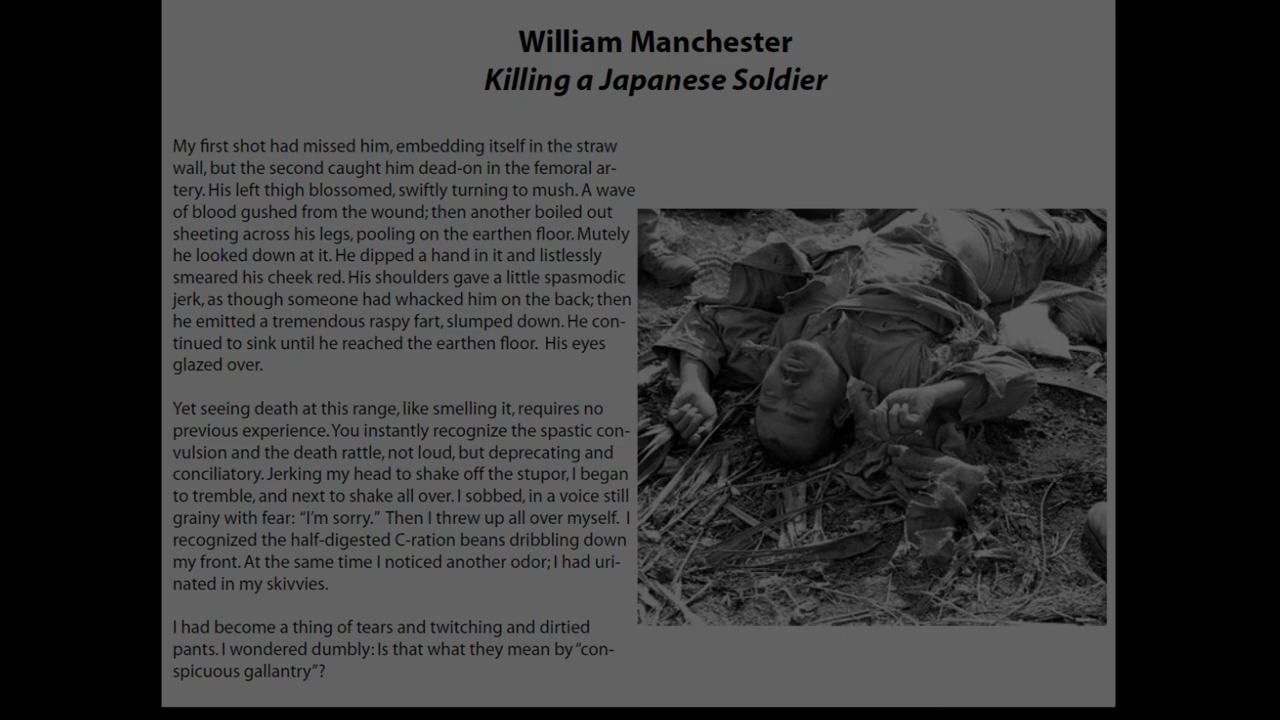 William Manchester
Killing a Japanese Soldier
My first shot had missed him, embedding itself in the straw
wall, but the second caught him dead-on in the femoral ar-
tery. His left thigh blossomed, swiftly turning to mush. A wave
of blood gushed from the wound; then another boiled out
sheeting across his legs, pooling on the earthen floor. Mutely
he looked down at it. He dipped a hand in it and listlessly
smeared his cheek red. His shoulders gave a little spasmodic
jerk, as though someone had whacked him on the back; then
he emitted a tremendous raspy fart, slumped down. He con-
tinued to sink until he reached the earthen floor.  His eyes
glazed over.
Yet seeing death at this range, like smelling it, requires no
previous experience. You instantly recognize the spastic con-
vulsion and the death rattle, not loud, but deprecating and
conciliatory. Jerking my head to shake off the stupor, I began
to tremble, and next to shake all over. I sobbed, in a voice still
grainy with fear: “I’m sorry.”  Then I threw up all over myself.  I
recognized the half-digested C-ration beans dribbling down
my front. At the same time I noticed another odor; I had uri-
nated in my skivvies.
I had become a thing of tears and twitching and dirtied
pants. I wondered dumbly: Is that what they mean by “con-
spicuous gallantry”?